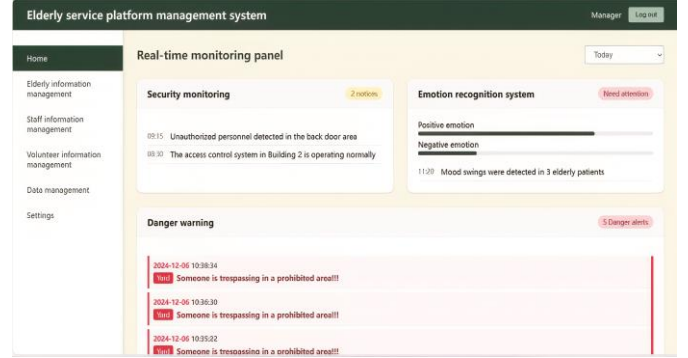 Elderly service platform management system
Manager
Log out
Home
Elderly information
management
Staff information
management
Volunteer information
management
Data management
Settings
Real-time monitoring panel
Today
Security monitoring
2 notices
09:15 Unauthorized personnel detected in the back door area
08:30 The access control system in Building 2 is operating normally
Emotion recognition system
Need attention
Positive emotion
Negative emotion
11:20 Mood swings were detected in 3 elderly patients
Danger warning
5 Danger alerts
2024-12-06 10:38:34
Yard Someone is trespassing in a prohibited area!!!
2024-12-06 10:36:30
Yard Someone is trespassing in a prohibited area!!!
2024-12-06 10:35:22
Yard Someone is trespassing in a prohibited area!!!